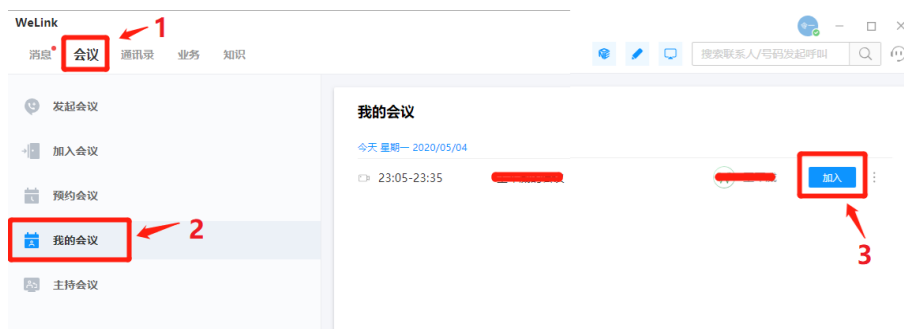 WeLink
1
消息 会议 通讯录 业务 知识
搜索联系人/号码发起呼叫
发起会议
加入会议
预约会议
我的会议
2
主持会议
我的会议
今天 星期一 2020/05/04
23:05-23:35
加入
3